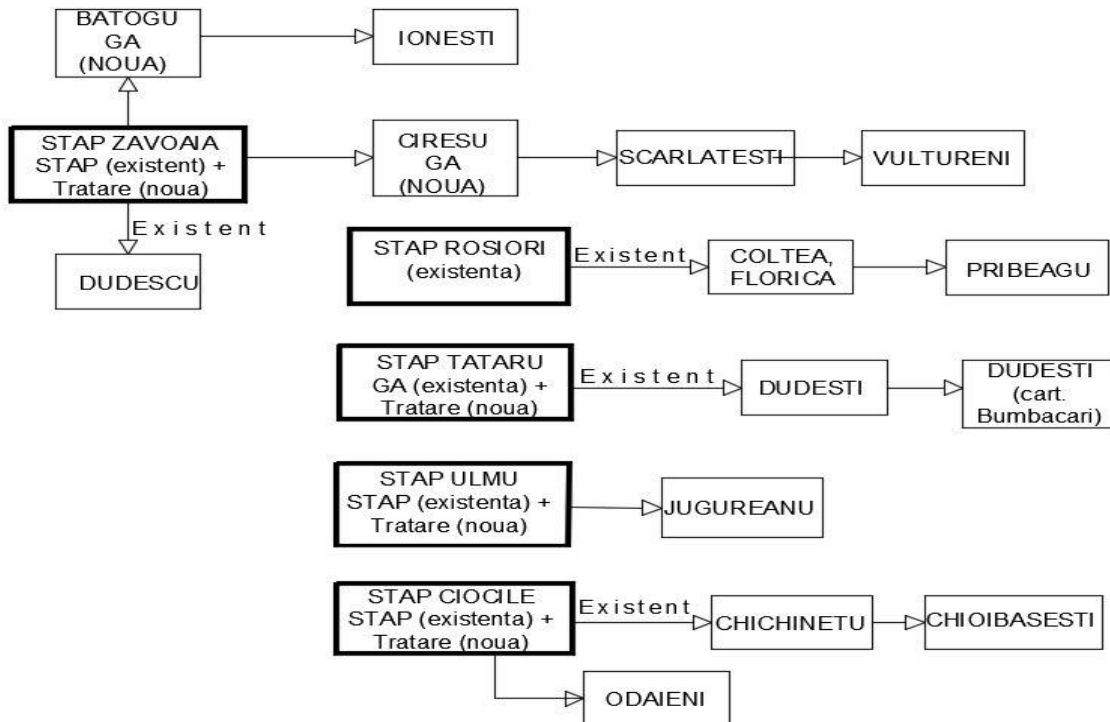 BATOGU
GA
(NOUA)
IONESTI
STAP ZAVOAIA
STAP (existent) +
Tratare (noua)
CIRESU
GA
(NOUA)
SCARLATESTI
VULTURENI
Existent
DUDESCU
STAP ROSIORI
(existenta)
Existent
COLTEA,
FLORICA
PRIBEAGU
STAP TATARU
GA (existenta) +
Tratare (noua)
Existent
DUDESTI
DUDESTI
(cart.
Bumbacari)
STAP ULMU
STAP (existenta) +
Tratare (noua)
JUGUREANU
STAP CIOCILE
STAP (existenta) +
Tratare (noua)
Existent
CHICHINETU
CHIOIBASESTI
ODAIENI